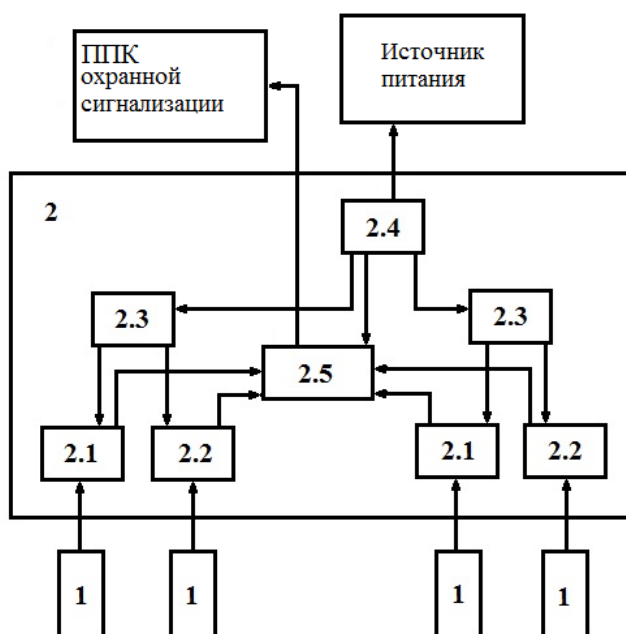 ППК
охранной
сигнализации
Источник
питания
2
2.4
2.3
2.3
2.5
2.1
2.2
2.1
2.2
1
1
1
1